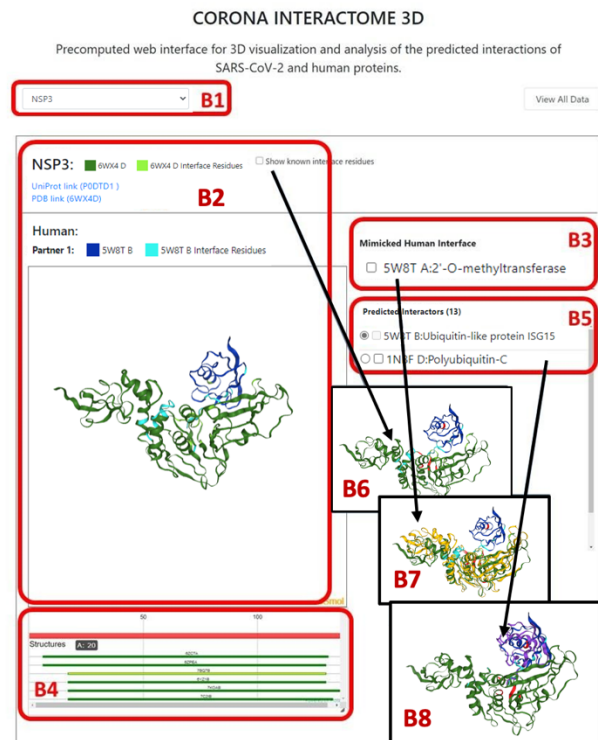 CORONA INTERACTOME 3D
Precomputed web interface for 3D visualization and analysis of the predicted interactions of
SARS-CoV-2 and human proteins.
NSP3
B1
View All Data
NSP3: 6WX4 D 6WX4 D Interface Residues Show known interface residues
UniProt link (P0DTD1 )
PDB link (6WX4D)
B2
Human:
Partner 1: 5W8T B 5W8T B Interface Residues
Mimicked Human Interface
B3
5W8T A:2'-O-methyltransferase
Predicted Interactors (13)
B5
5W8T B:Ubiquitin-like protein ISG15
1NBF D:Polyubiquitin-C
B6
B7
B8
50
100
Structures
A: 20
B4